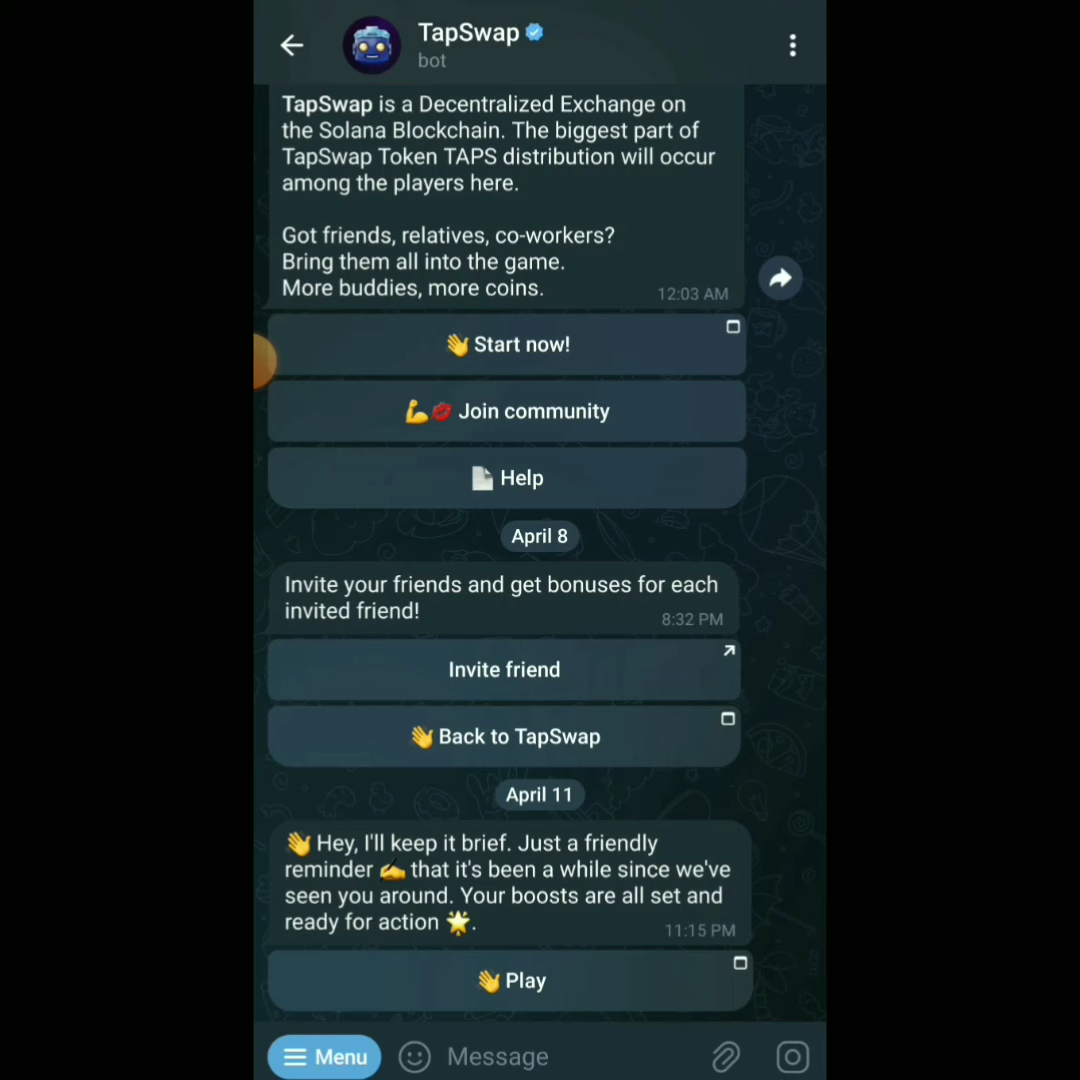 TapSwap
bot
TapSwap is a Decentralized Exchange on
the Solana Blockchain. The biggest part of
TapSwap Token TAPS distribution will occur
among the players here.
Got friends, relatives, co-workers?
Bring them all into the game.
More buddies, more coins.
12:03 AM
👋 Start now!
💪💋 Join community
📄 Help
April 8
Invite your friends and get bonuses for each
invited friend!
8:32 PM
Invite friend
👋 Back to TapSwap
April 11
👋 Hey, I'll keep it brief. Just a friendly
reminder ✍️ that it's been a while since we've
seen you around. Your boosts are all set and
ready for action 🌟.
11:15 PM
👋 Play
Menu
Message